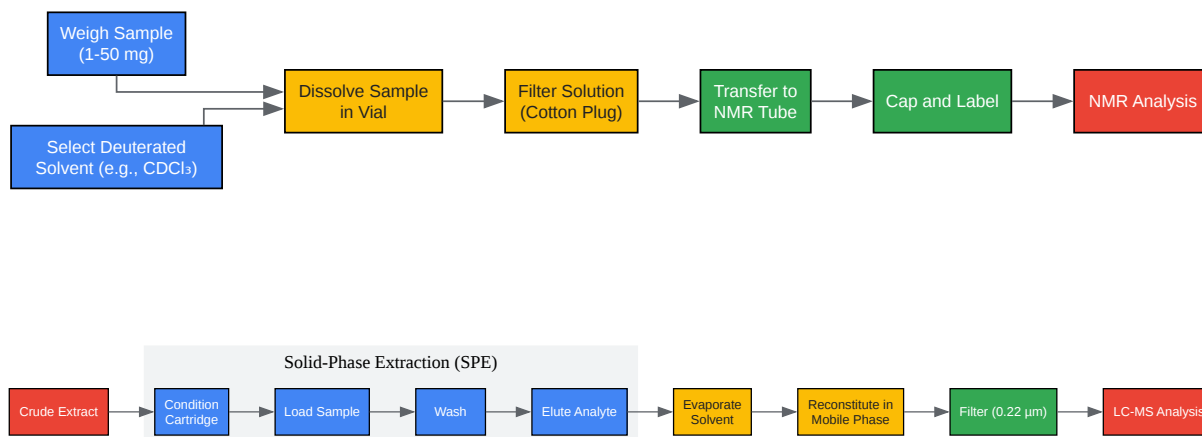 Weigh Sample
(1-50 mg)
Select Deuterated
Solvent (e.g., CDCl₃)
Dissolve Sample
in Vial
Filter Solution
(Cotton Plug)
Transfer to
NMR Tube
Cap and Label
NMR Analysis
Solid-Phase Extraction (SPE)
Crude Extract
Condition
Cartridge
Load Sample
Wash
Elute Analyte
Evaporate
Solvent
Reconstitute in
Mobile Phase
Filter (0.22 µm)
LC-MS Analysis